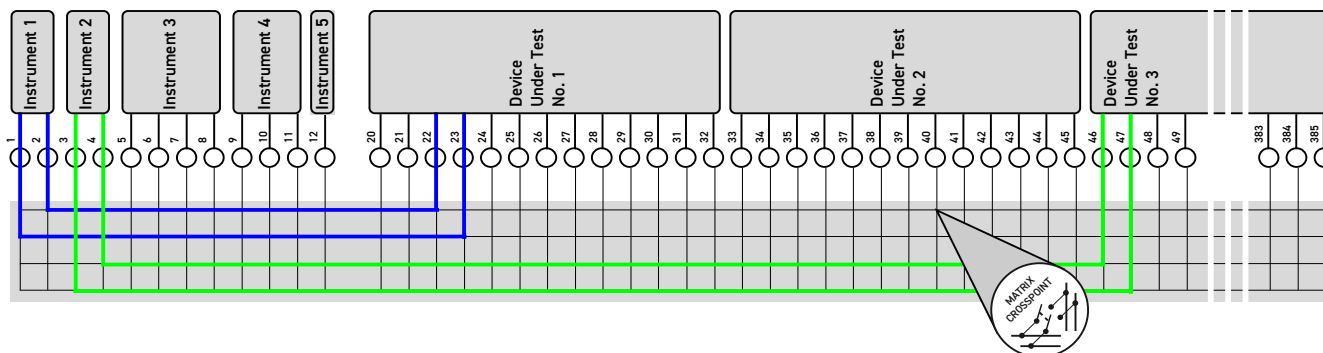 Instrument 1
Instrument 2
Instrument 3
Instrument 4
Instrument 5
Device
Under Test
No. 1
Device
Under Test
No. 2
Device
Under Test
No. 3
1
2
3
4
5
6
7
8
9
10
11
12
20
21
22
23
24
25
26
27
28
29
30
31
32
33
34
35
36
37
38
39
40
41
42
43
44
45
46
47
48
49
383
384
385
MATRIX
CROSSPOINT